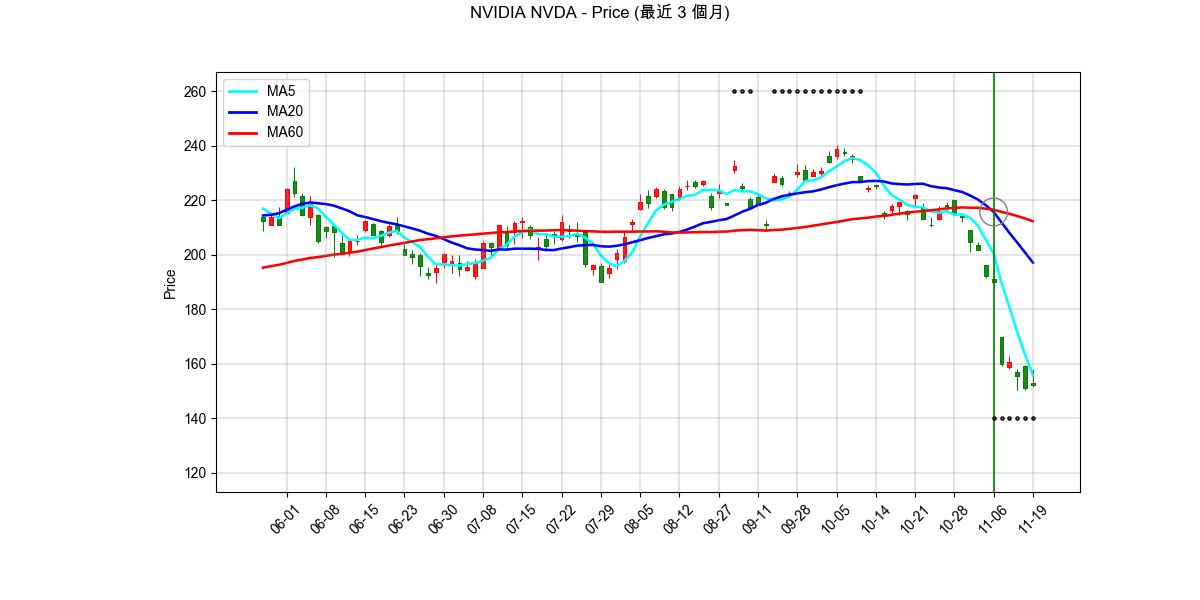 NVIDIA NVDA - Price (最近 3 個月)
MA5
MA20
MA60
Price
260
240
220
200
180
160
140
120
06-01 06-08 06-15 06-23 06-30 07-08 07-15 07-22 07-29 08-05 08-12 08-27 09-11 09-28 10-05 10-14 10-21 10-28 11-06 11-19